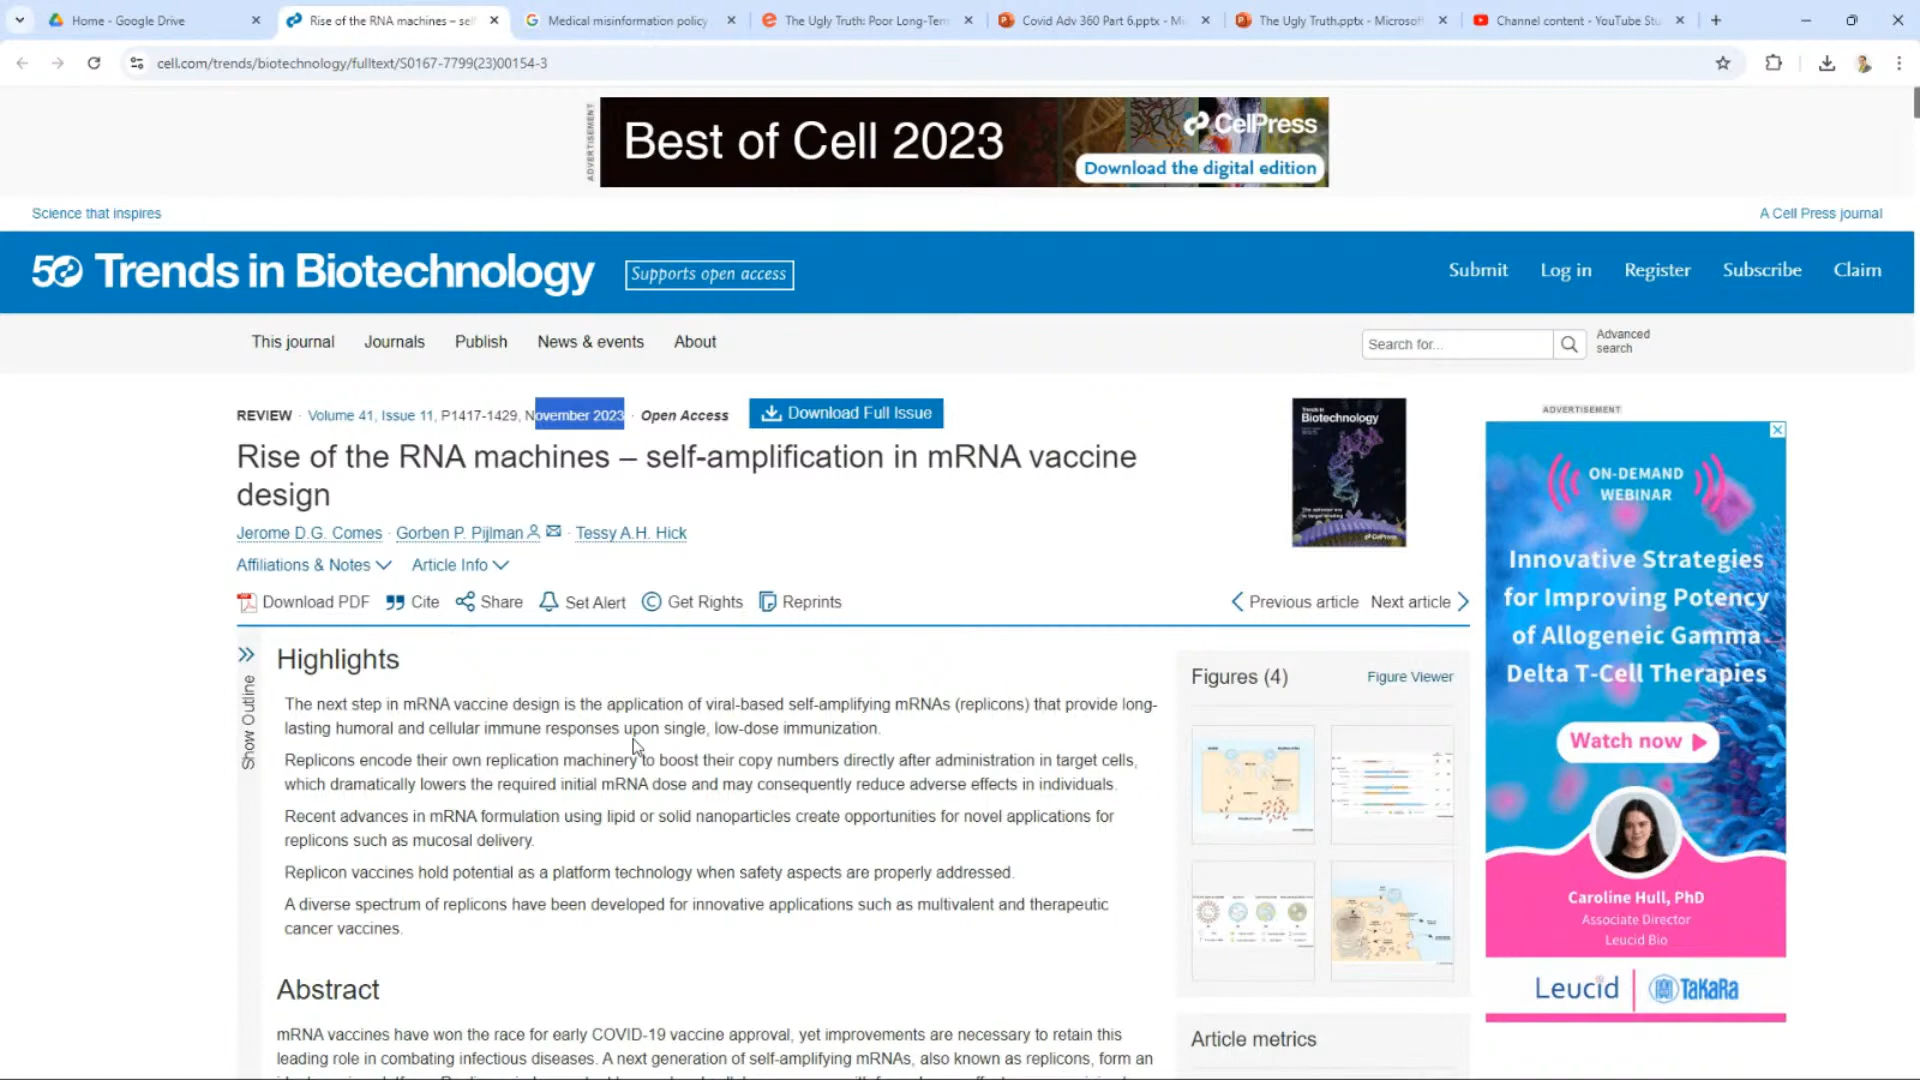 Home - Google Drive
Rise of the RNA machines – sel
Medical misinformation policy
The Ugly Truth: Poor Long-Ter
Covid Adv 360 Part 6.pptx - Mi
The Ugly Truth.pptx - Microsof
Channel content - YouTube Stu
cell.com/trends/biotechnology/fulltext/S0167-7799(23)00154-3
ADVERTISEMENT
Best of Cell 2023
CellPress
Download the digital edition
Science that inspires
A Cell Press journal
50 Trends in Biotechnology
Supports open access
Submit
Log in
Register
Subscribe
Claim
This journal
Journals
Publish
News & events
About
Search for...
Advanced
search
REVIEW · Volume 41, Issue 11, P1417-1429, November 2023 · Open Access
Download Full Issue
Rise of the RNA machines – self-amplification in mRNA vaccine
design
Jerome D.G. Comes · Gorben P. Pijlman · Tessy A.H. Hick
Affiliations & Notes
Article Info
Download PDF
Cite
Share
Set Alert
Get Rights
Reprints
Previous article
Next article
Trends in
Biotechnology
CellPress
Show Outline
Highlights
The next step in mRNA vaccine design is the application of viral-based self-amplifying mRNAs (replicons) that provide long-
lasting humoral and cellular immune responses upon single, low-dose immunization.
Replicons encode their own replication machinery to boost their copy numbers directly after administration in target cells,
which dramatically lowers the required initial mRNA dose and may consequently reduce adverse effects in individuals.
Recent advances in mRNA formulation using lipid or solid nanoparticles create opportunities for novel applications for
replicons such as mucosal delivery.
Replicon vaccines hold potential as a platform technology when safety aspects are properly addressed.
A diverse spectrum of replicons have been developed for innovative applications such as multivalent and therapeutic
cancer vaccines.
Abstract
mRNA vaccines have won the race for early COVID-19 vaccine approval, yet improvements are necessary to retain this
leading role in combating infectious diseases. A next generation of self-amplifying mRNAs, also known as replicons, form an
Figures (4)
Figure Viewer
Article metrics
ADVERTISEMENT
ON-DEMAND
WEBINAR
Innovative Strategies
for Improving Potency
of Allogeneic Gamma
Delta T-Cell Therapies
Watch now
Caroline Hull, PhD
Associate Director
Leucid Bio
Leucid
TaKaRa